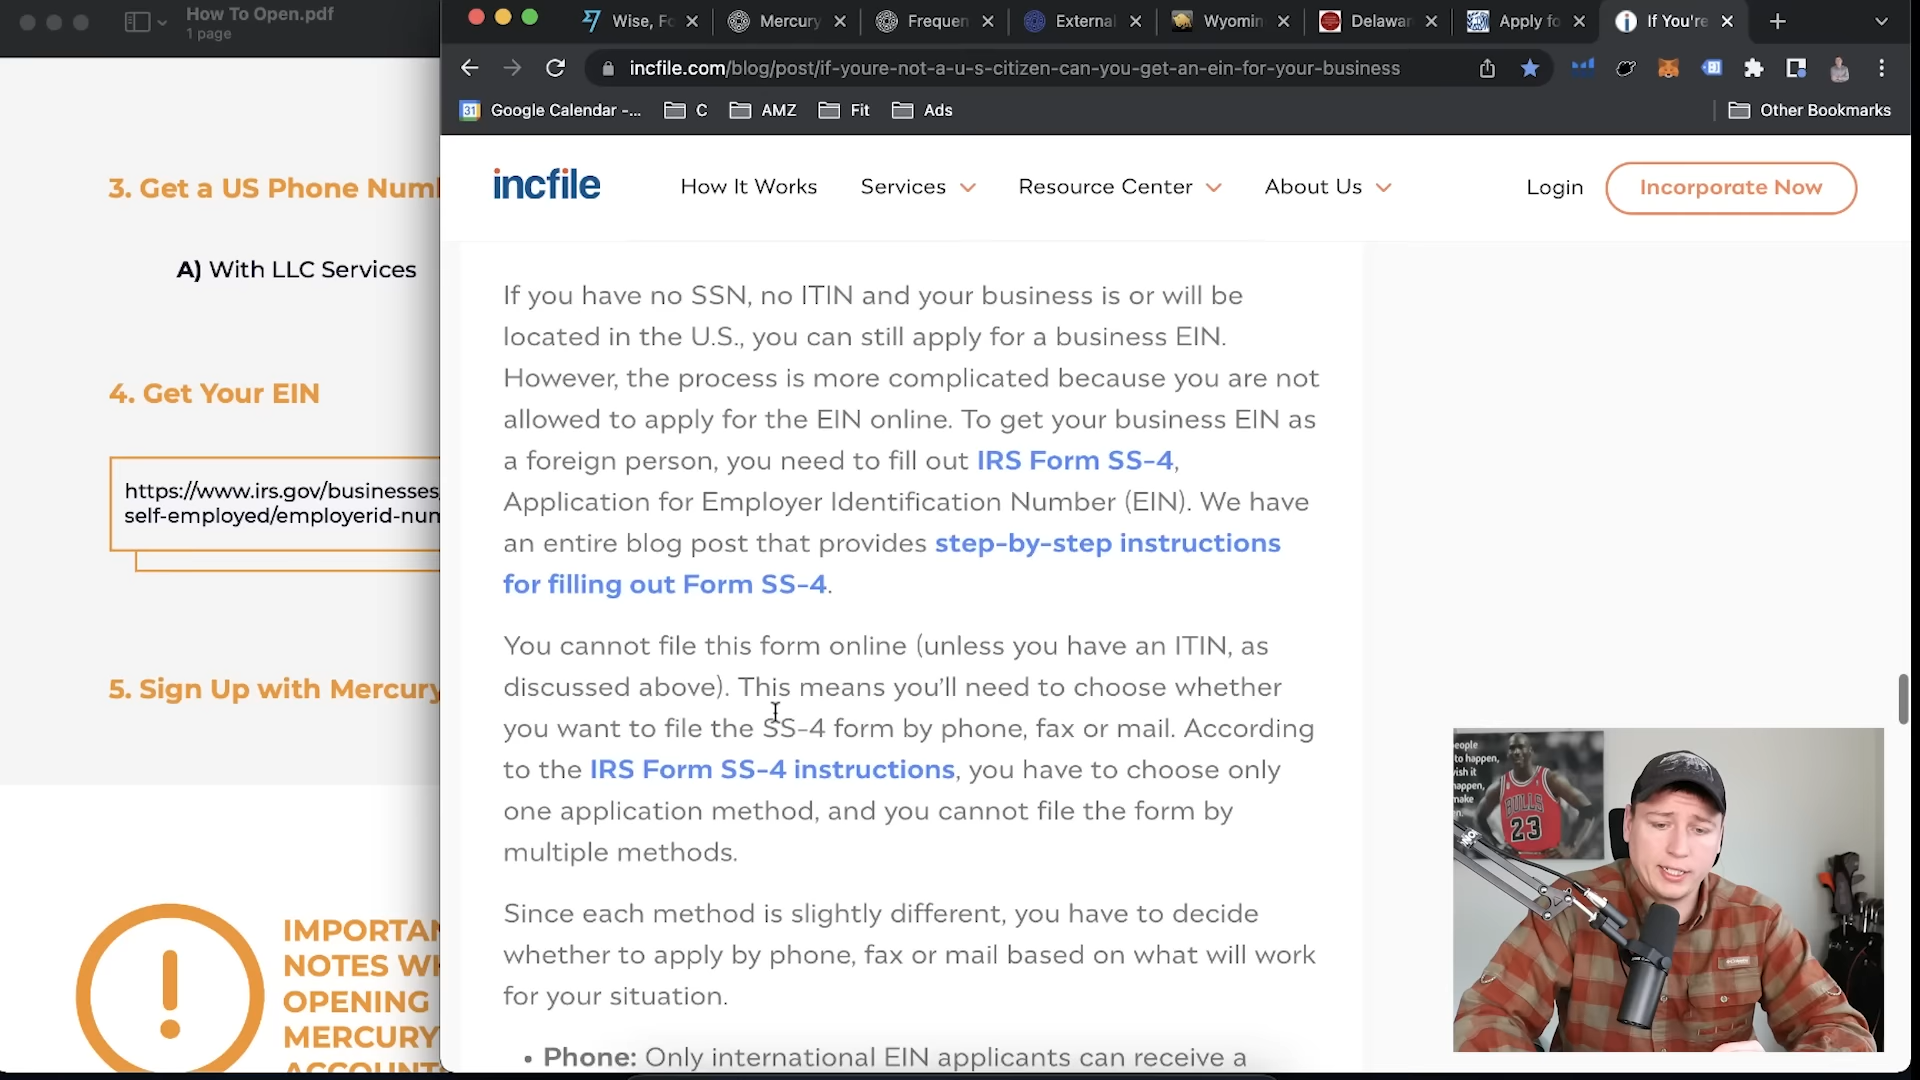 How To Open.pdf
1 page
3. Get a US Phone Num
A) With LLC Services
4. Get Your EIN
https://www.irs.gov/businesses,
self-employed/employerid-num
5. Sign Up with Mercury
IMPORTAN
NOTES W
OPENING
MERCURY
ACCOUNT
Wise, Fo
Mercury
Frequen
External
Wyomin
Delawar
Apply fo
If You're
incfile.com/blog/post/if-youre-not-a-u-s-citizen-can-you-get-an-ein-for-your-business
31 Google Calendar -...
C
AMZ
Fit
Ads
Other Bookmarks
incfile
How It Works
Services
Resource Center
About Us
Login
Incorporate Now
If you have no SSN, no ITIN and your business is or will be
located in the U.S., you can still apply for a business EIN.
However, the process is more complicated because you are not
allowed to apply for the EIN online. To get your business EIN as
a foreign person, you need to fill out IRS Form SS-4,
Application for Employer Identification Number (EIN). We have
an entire blog post that provides step-by-step instructions
for filling out Form SS-4.
You cannot file this form online (unless you have an ITIN, as
discussed above). This means you'll need to choose whether
you want to file the SS-4 form by phone, fax or mail. According
to the IRS Form SS-4 instructions, you have to choose only
one application method, and you cannot file the form by
multiple methods.
Since each method is slightly different, you have to decide
whether to apply by phone, fax or mail based on what will work
for your situation.
• Phone: Only international EIN applicants can receive a
eople
to happen,
ish it
appen,
make
BULLS
23